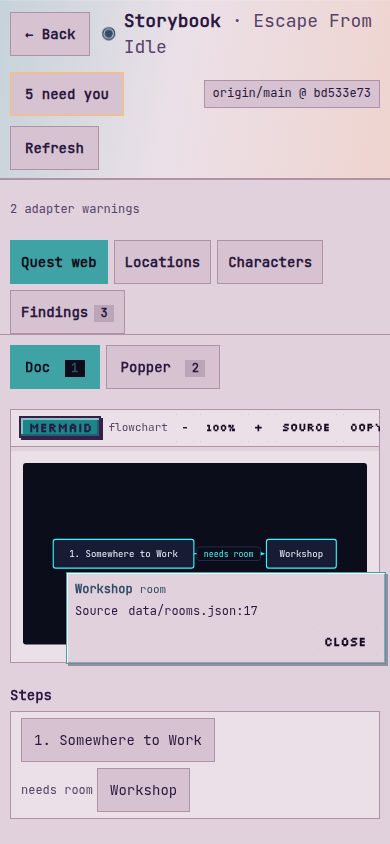 ← Back
◉ Storybook · Escape From Idle
5 need you
origin/main @ bd533e73
Refresh
2 adapter warnings
Quest web
Locations
Characters
Findings 3
Doc 1
Popper 2
MERMAID flowchart - 100% + SOURCE COPY
1. Somewhere to Work needs room Workshop
Workshop room
Source data/rooms.json:17
CLOSE
Steps
1. Somewhere to Work
needs room Workshop